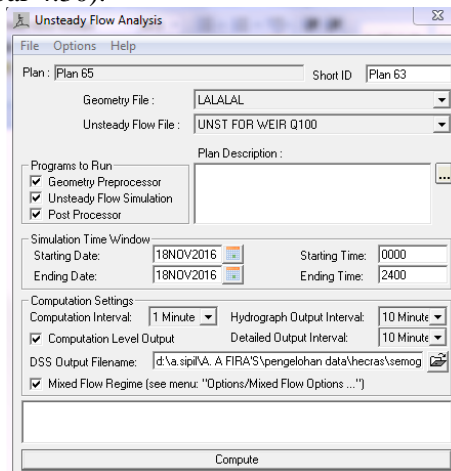 Unsteady Flow Analysis
File Options Help
Plan : Plan 65 Short ID Plan 63
Geometry File : LALALAL
Unsteady Flow File : UNST FOR WEIR Q100
Plan Description :
Programs to Run
Geometry Preprocessor
Unsteady Flow Simulation
Post Processor
...
Simulation Time Window
Starting Date: 18NOV2016 Starting Time: 0000
Ending Date: 18NOV2016 Ending Time: 2400
Computation Settings
Computation Interval: 1 Minute Hydrograph Output Interval: 10 Minute
Computation Level Output Detailed Output Interval: 10 Minute
DSS Output Filename: d:\a.sipil\A. A FIRA'S\pengelohan data\hecras\semog
Mixed Flow Regime (see menu: "Options/Mixed Flow Options ...")
Compute